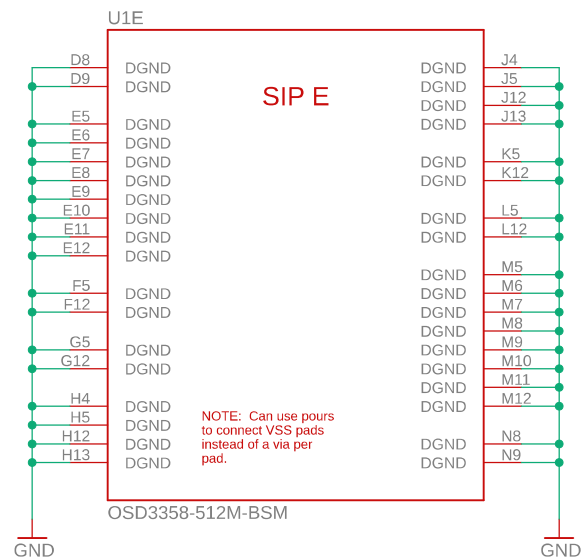 U1E
D8 DGND DGND J4
D9 DGND DGND J5
SIP E
DGND J12
E5 DGND DGND J13
E6 DGND
E7 DGND DGND K5
E8 DGND DGND K12
E9 DGND
E10 DGND DGND L5
E11 DGND DGND L12
E12 DGND
DGND M5
F5 DGND DGND M6
F12 DGND DGND M7
DGND M8
G5 DGND DGND M9
G12 DGND DGND M10
DGND M11
H4 DGND DGND M12
H5 DGND
H12 DGND DGND N8
H13 DGND DGND N9
NOTE: Can use pours
to connect VSS pads
instead of a via per
pad.
OSD3358-512M-BSM
GND GND